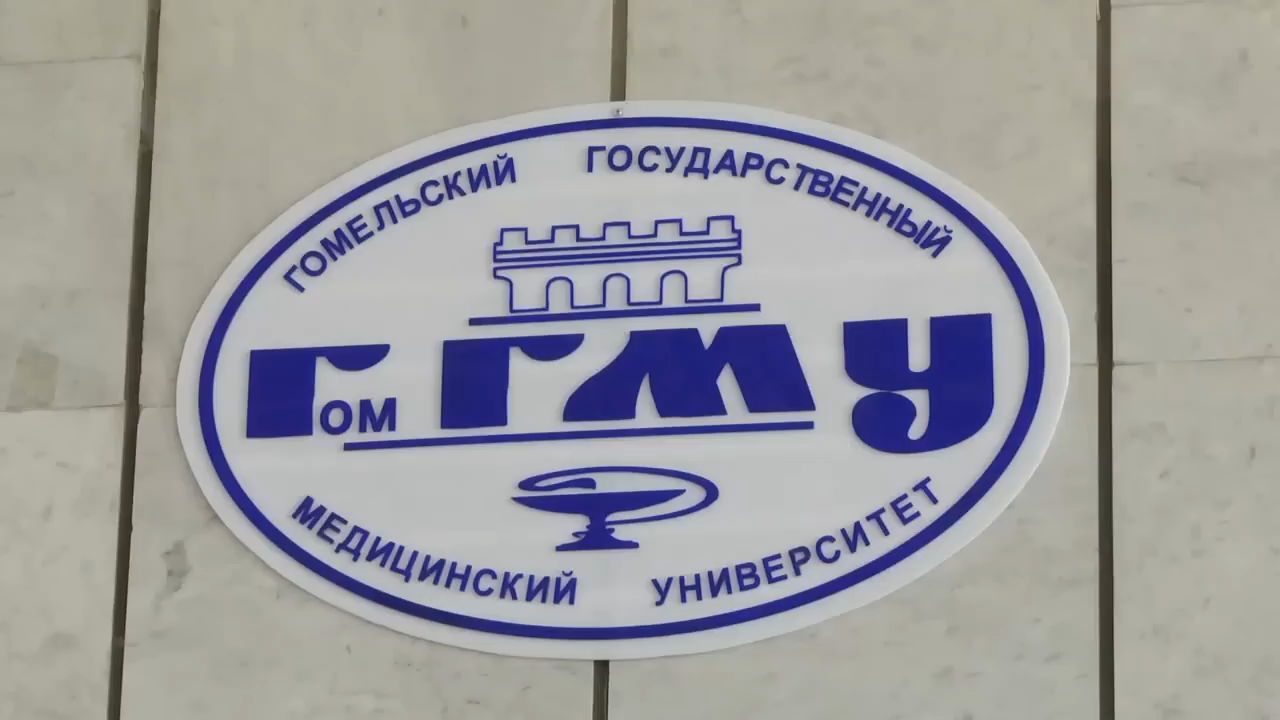 ГОМЕЛЬСКИЙ ГОСУДАРСТВЕННЫЙ
ГомГМУ
МЕДИЦИНСКИЙ УНИВЕРСИТЕТ